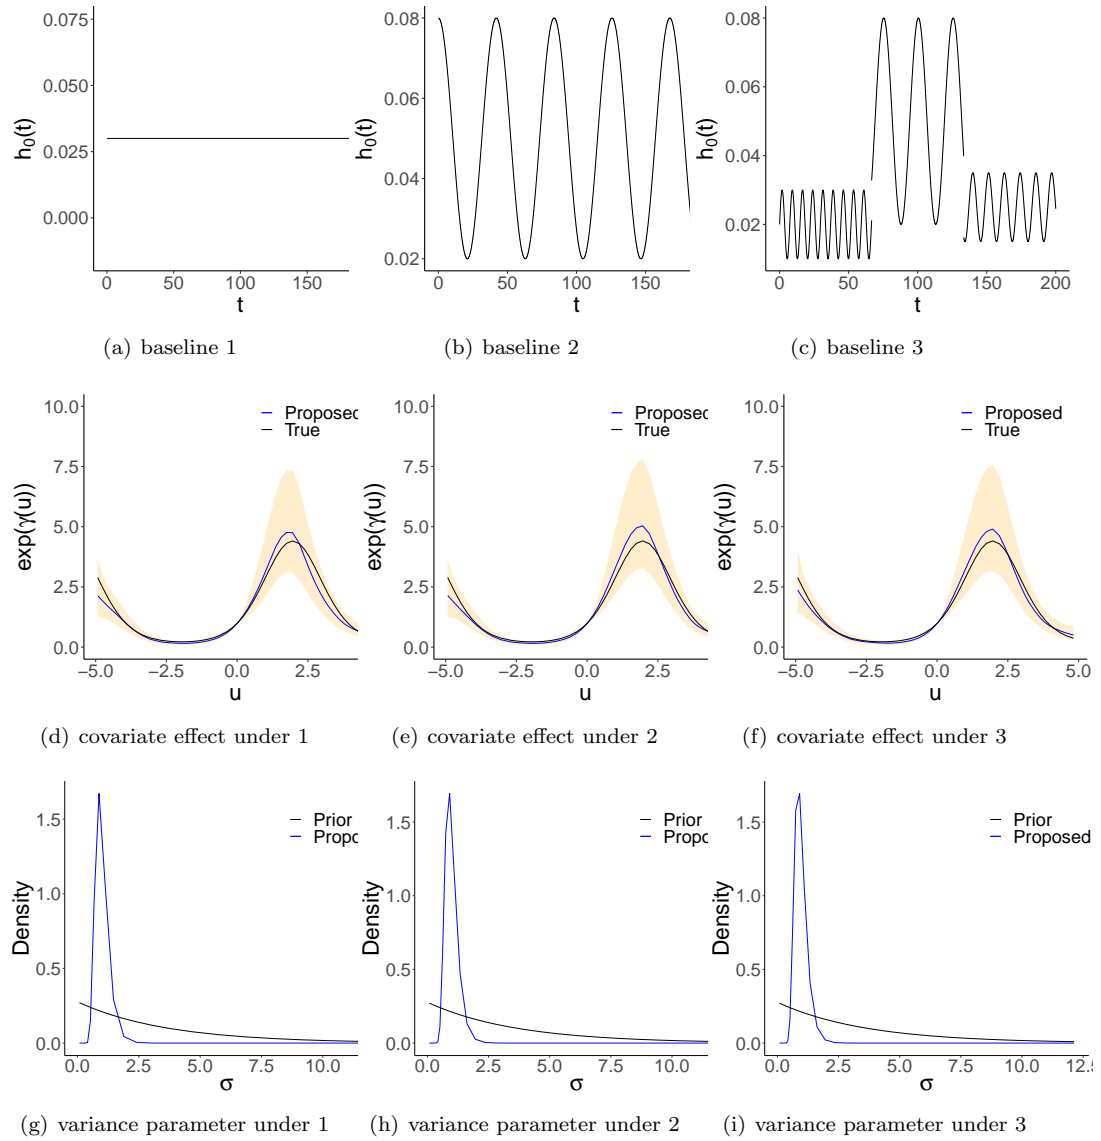 0.075
0.050
0.025
0.000
h₀(t)
0 50 100 150
t
(a) baseline 1
0.08
0.06
0.04
0.02
h₀(t)
0 50 100 150
t
(b) baseline 2
0.08
0.06
0.04
0.02
h₀(t)
0 50 100 150 200
t
(c) baseline 3
10.0
7.5
5.0
2.5
0.0
exp(γ(u))
Proposed
True
−5.0 −2.5 0.0 2.5
u
(d) covariate effect under 1
10.0
7.5
5.0
2.5
0.0
exp(γ(u))
Proposed
True
−5.0 −2.5 0.0 2.5
u
(e) covariate effect under 2
10.0
7.5
5.0
2.5
0.0
exp(γ(u))
Proposed
True
−5.0 −2.5 0.0 2.5 5.0
u
(f) covariate effect under 3
1.5
1.0
0.5
0.0
Density
Prior
Propo
0.0 2.5 5.0 7.5 10.0
σ
(g) variance parameter under 1
1.5
1.0
0.5
0.0
Density
Prior
Propo
0.0 2.5 5.0 7.5 10.0
σ
(h) variance parameter under 2
1.5
1.0
0.5
0.0
Density
Prior
Proposed
0.0 2.5 5.0 7.5 10.0 12.5
σ
(i) variance parameter under 3